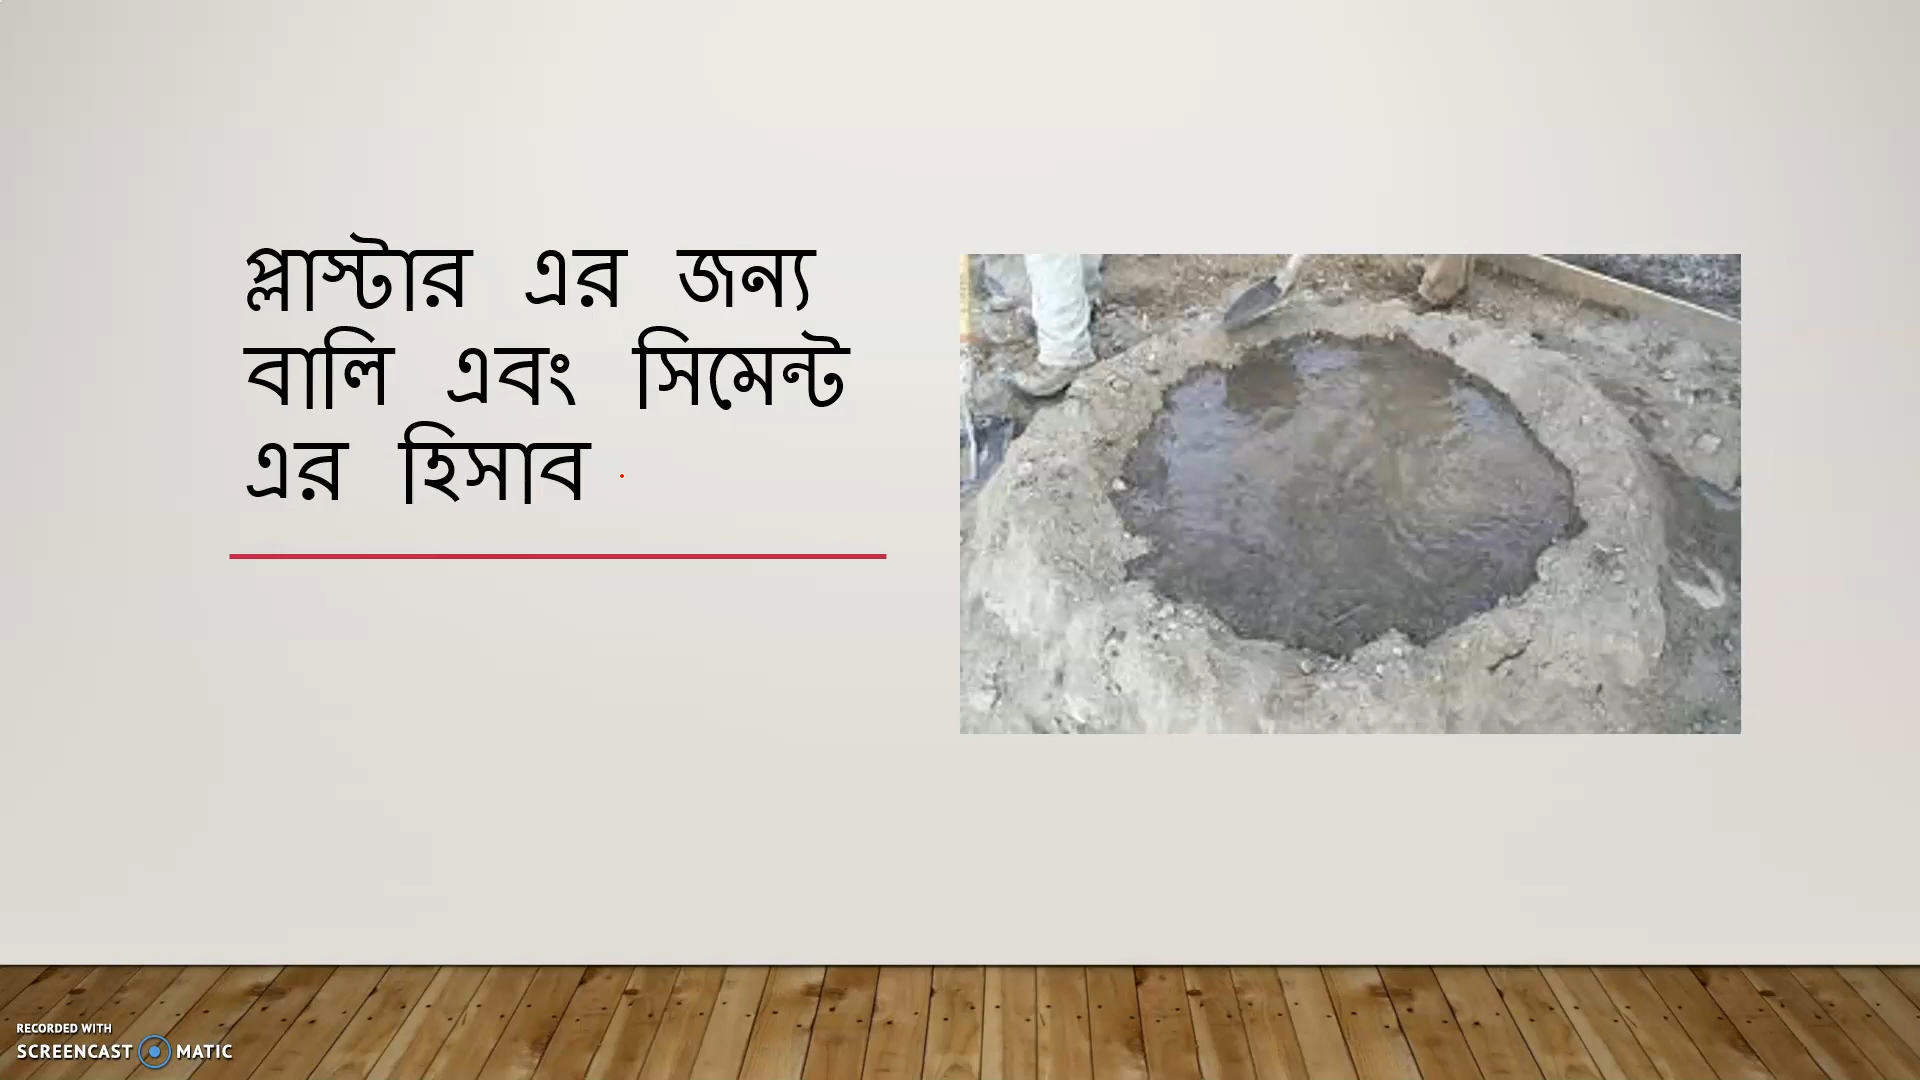 প্লাস্টার এর জন্য
বালি এবং সিমেন্ট
এর হিসাব
RECORDED WITH
SCREENCAST MATIC